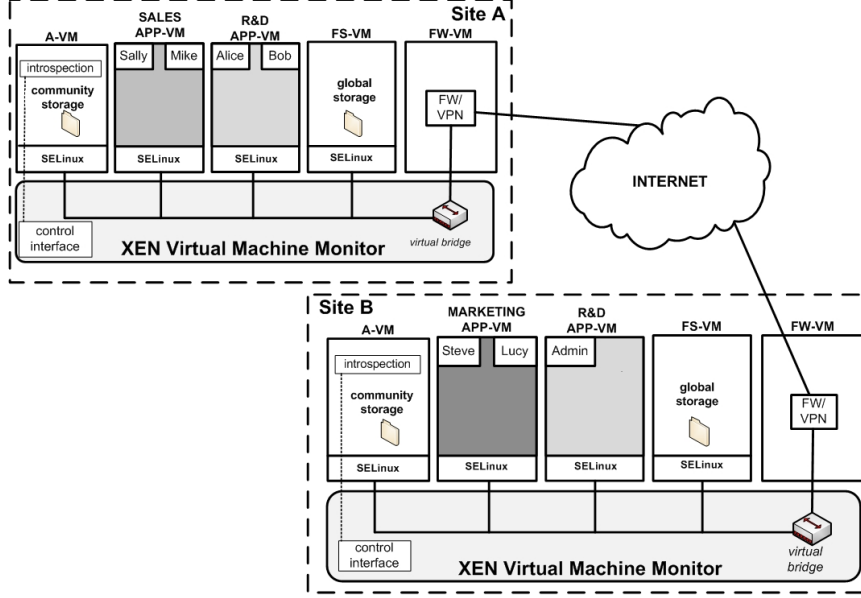 Site A
A-VM
SALES
APP-VM
R&D
APP-VM
FS-VM
FW-VM
introspection
community
storage
Sally
Mike
Alice
Bob
global
storage
FW/
VPN
SELinux
SELinux
SELinux
SELinux
control
interface
XEN Virtual Machine Monitor
virtual bridge
INTERNET
Site B
A-VM
MARKETING
APP-VM
R&D
APP-VM
FS-VM
FW-VM
introspection
community
storage
Steve
Lucy
Admin
global
storage
FW/
VPN
SELinux
SELinux
SELinux
SELinux
control
interface
XEN Virtual Machine Monitor
virtual
bridge